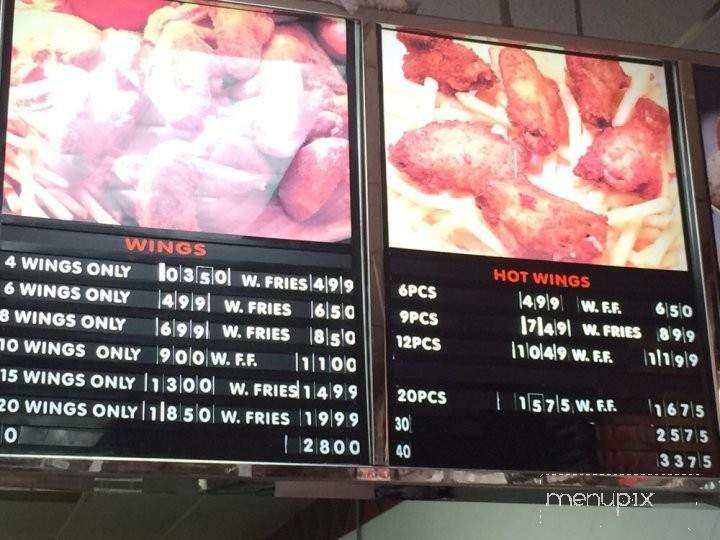 WINGS
4 WINGS ONLY 0350 W. FRIES 499
6 WINGS ONLY 499 W. FRIES 650
8 WINGS ONLY 699 W. FRIES 850
10 WINGS ONLY 900 W. F.F. 1100
15 WINGS ONLY 1300 W. FRIES 1499
20 WINGS ONLY 1850 W. FRIES 1999
0 2800
HOT WINGS
6PCS 499 W. F.F. 650
9PCS 749 W. FRIES 899
12PCS 1049 W. F.F. 1199
20PCS 1575 W. F.F. 1675
30 2575
40 3375
menupix